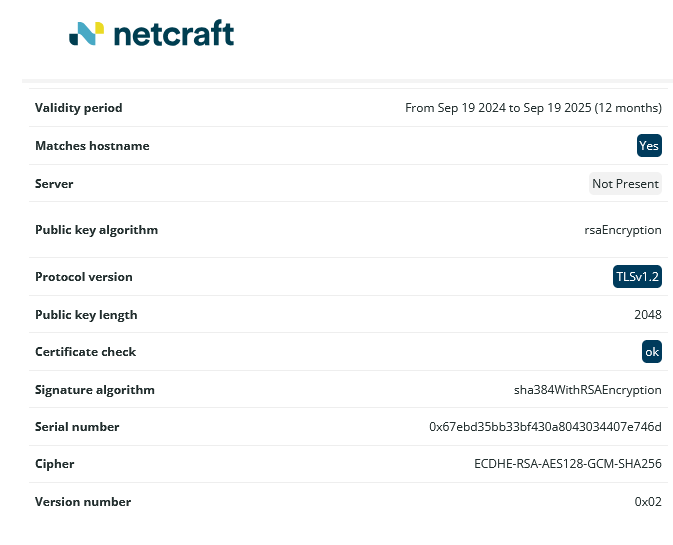 netcraft
Validity period From Sep 19 2024 to Sep 19 2025 (12 months)
Matches hostname Yes
Server Not Present
Public key algorithm rsaEncryption
Protocol version TLSv1.2
Public key length 2048
Certificate check ok
Signature algorithm sha384WithRSAEncryption
Serial number 0x67ebd35bb33bf430a8043034407e746d
Cipher ECDHE-RSA-AES128-GCM-SHA256
Version number 0x02